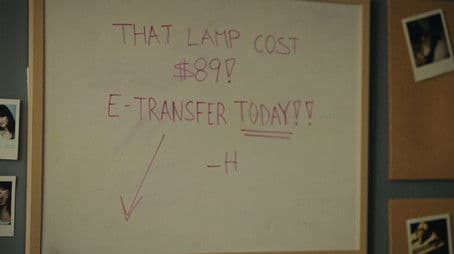 THAT LAMP COST
$89!
E-TRANSFER TODAY!!
-H